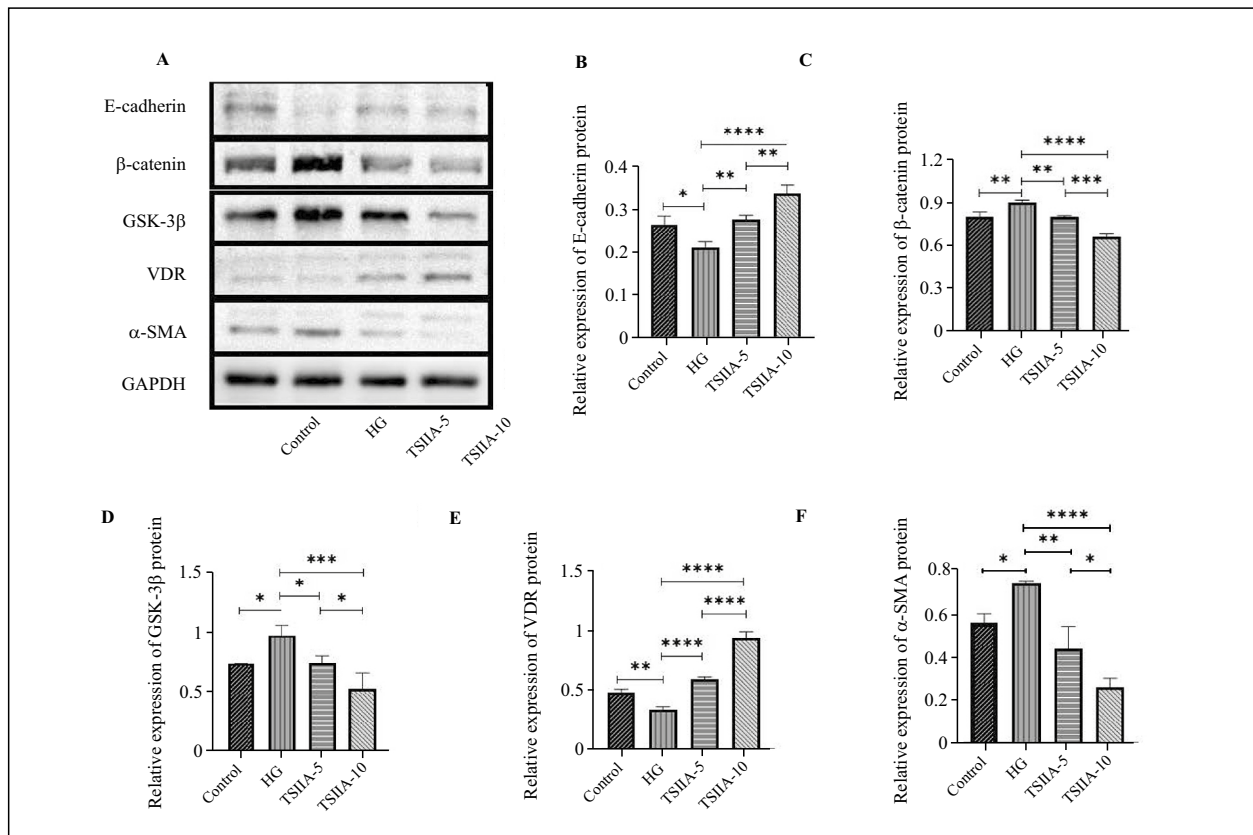 A
E-cadherin
β-catenin
GSK-3β
VDR
α-SMA
GAPDH
Control
HG
TSIIA-5
TSIIA-10
B
Relative expression of E-cadherin protein
0.4
0.3
0.2
0.1
0
*
**
**
****
Control
HG
TSIIA-5
TSIIA-10
C
Relative expression of β-catenin protein
1.2
0.9
0.6
0.3
0
**
**
***
****
Control
HG
TSIIA-5
TSIIA-10
D
Relative expression of GSK-3β protein
1.5
1
0.5
0
*
*
*
***
Control
HG
TSIIA-5
TSIIA-10
E
Relative expression of VDR protein
1.5
1
0.5
0
**
****
****
****
Control
HG
TSIIA-5
TSIIA-10
F
Relative expression of α-SMA protein
0.8
0.6
0.4
0.2
0
*
**
*
****
Control
HG
TSIIA-5
TSIIA-10